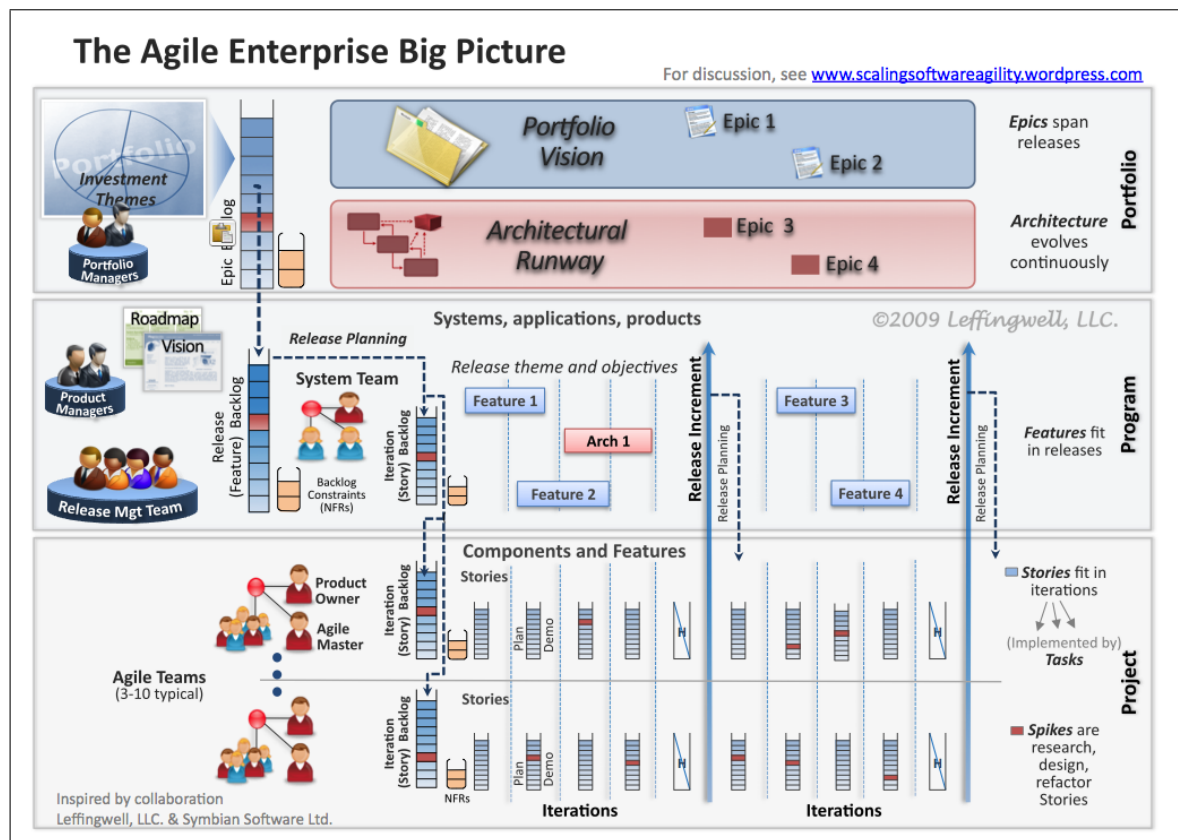 The Agile Enterprise Big Picture
For discussion, see www.scalingsoftwareagility.wordpress.com
Portfolio
Investment
Themes
Portfolio
Managers
Epic
Portfolio
Vision
Epic 1
Epic 2
Epics span
releases
Architectural
Runway
Epic 3
Epic 4
Architecture
evolves
continuously
Portfolio
Roadmap
Vision
Product
Managers
Release Mgt Team
Release
(Feature) Backlog
Release Planning
System Team
Backlog
Constraints
(NFRs)
Iteration
(Story) Backlog
Systems, applications, products
©2009 Leffingwell, LLC.
Release theme and objectives
Feature 1
Arch 1
Feature 2
Release Increment
Release Planning
Feature 3
Feature 4
Release Increment
Release Planning
Features fit
in releases
Program
Components and Features
Product
Owner
Agile
Master
Agile Teams
(3-10 typical)
Iteration
(Story) Backlog
Stories
Plan
Demo
H
H
Stories fit in
iterations
(Implemented by)
Tasks
Project
Iteration
(Story) Backlog
Stories
NFRs
Plan
Demo
H
H
Iterations
Iterations
Spikes are
research,
design,
refactor
Stories
Inspired by collaboration
Leffingwell, LLC. & Symbian Software Ltd.